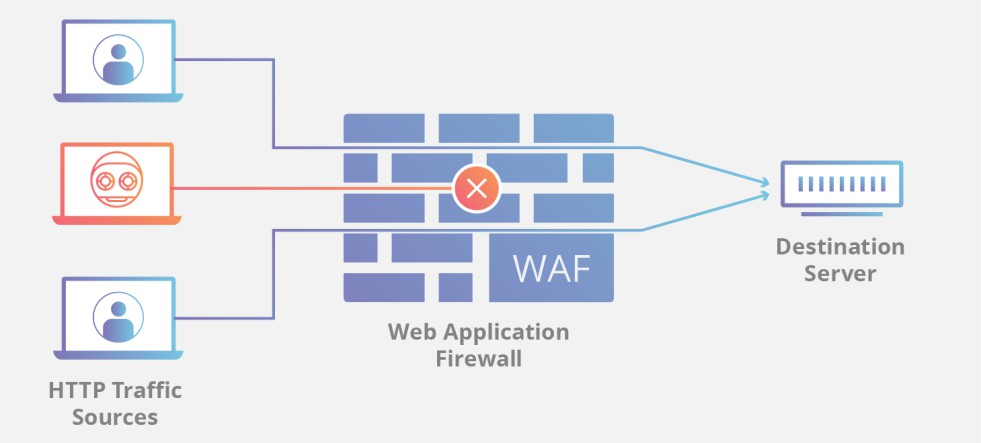 WAF
Web Application
Firewall
Destination
Server
HTTP Traffic
Sources